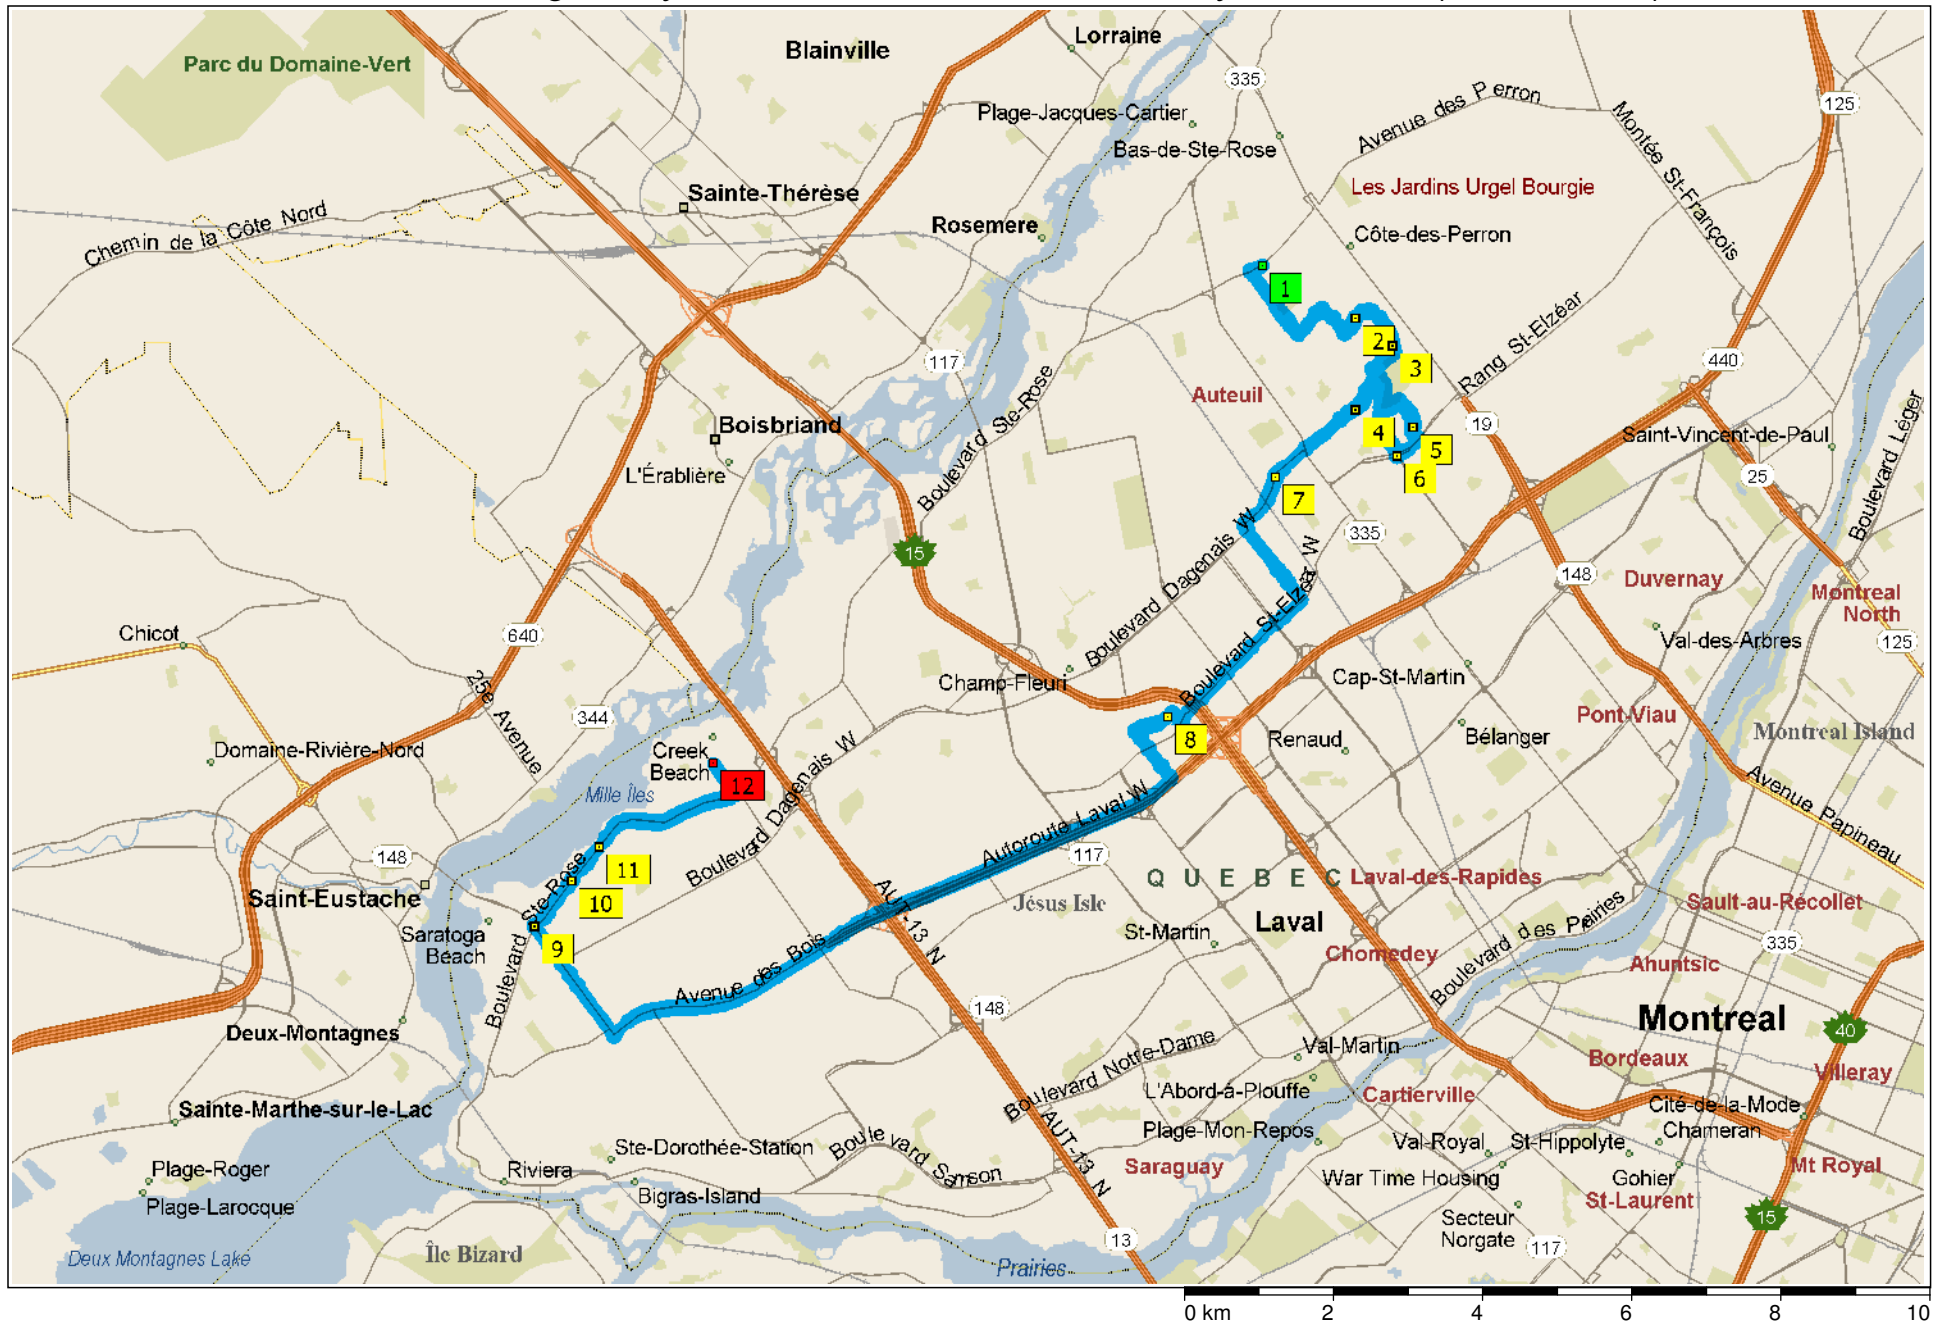 Blainville
Lorraine
Parc du Domaine-Vert
335
125
Plage-Jacques-Cartier
Avenue des Perron
Montée St-François
Bas-de-Ste-Rose
Sainte-Thérèse
Les Jardins Urgel Bourgie
Chemin de la Côte Nord
Rosemere
Côte-des-Perron
1
2
3
Rang St-Elzéar
440
117
Boulevard Ste-Rose
Auteuil
Boisbriand
4
5
19
Saint-Vincent-de-Paul
Boulevard Léger
L'Érablière
6
25
7
15
Boulevard Dagenais W
335
148
Duvernay
Montreal
North
Chicot
640
Boulevard St-Elzéar W
Val-des-Arbres
125
25e Avenue
Champ-Fleuri
Cap-St-Martin
344
Pont-Viau
Montreal Island
Domaine-Rivière-Nord
Creek
Beach
8
Renaud
Bélanger
12
Mille Îles
Boulevard Dagenais W
Avenue Papineau
148
Autoroute Laval W
117
11
10
Q U E B E C
Laval-des-Rapides
Saint-Eustache
AUT-13 N
Jésus Isle
Laval
Sault-au-Récollet
Saratoga
Beach
Boulevard Ste-Rose
9
St-Martin
Chomedey
Boulevard des Prairies
335
Ahuntsic
Avenue des Bois
148
Montreal
40
Deux-Montagnes
Boulevard Notre-Dame
Val-Martin
Bordeaux
Villeray
L'Abord-à-Plouffe
Cartierville
Sainte-Marthe-sur-le-Lac
Cité-de-la-Mode
AUT-13 N
Plage-Mon-Repos
Val-Royal
St-Hippolyte
Chameran
Ste-Dorothée-Station
Boulevard Samson
Saraguay
War Time Housing
Gohier
Mt Royal
Plage-Roger
Riviera
Bigras-Island
St-Laurent
Plage-Larocque
Secteur
Norgate
15
Deux Montagnes Lake
Île Bizard
Prairies
13
117
0 km 2 4 6 8 10